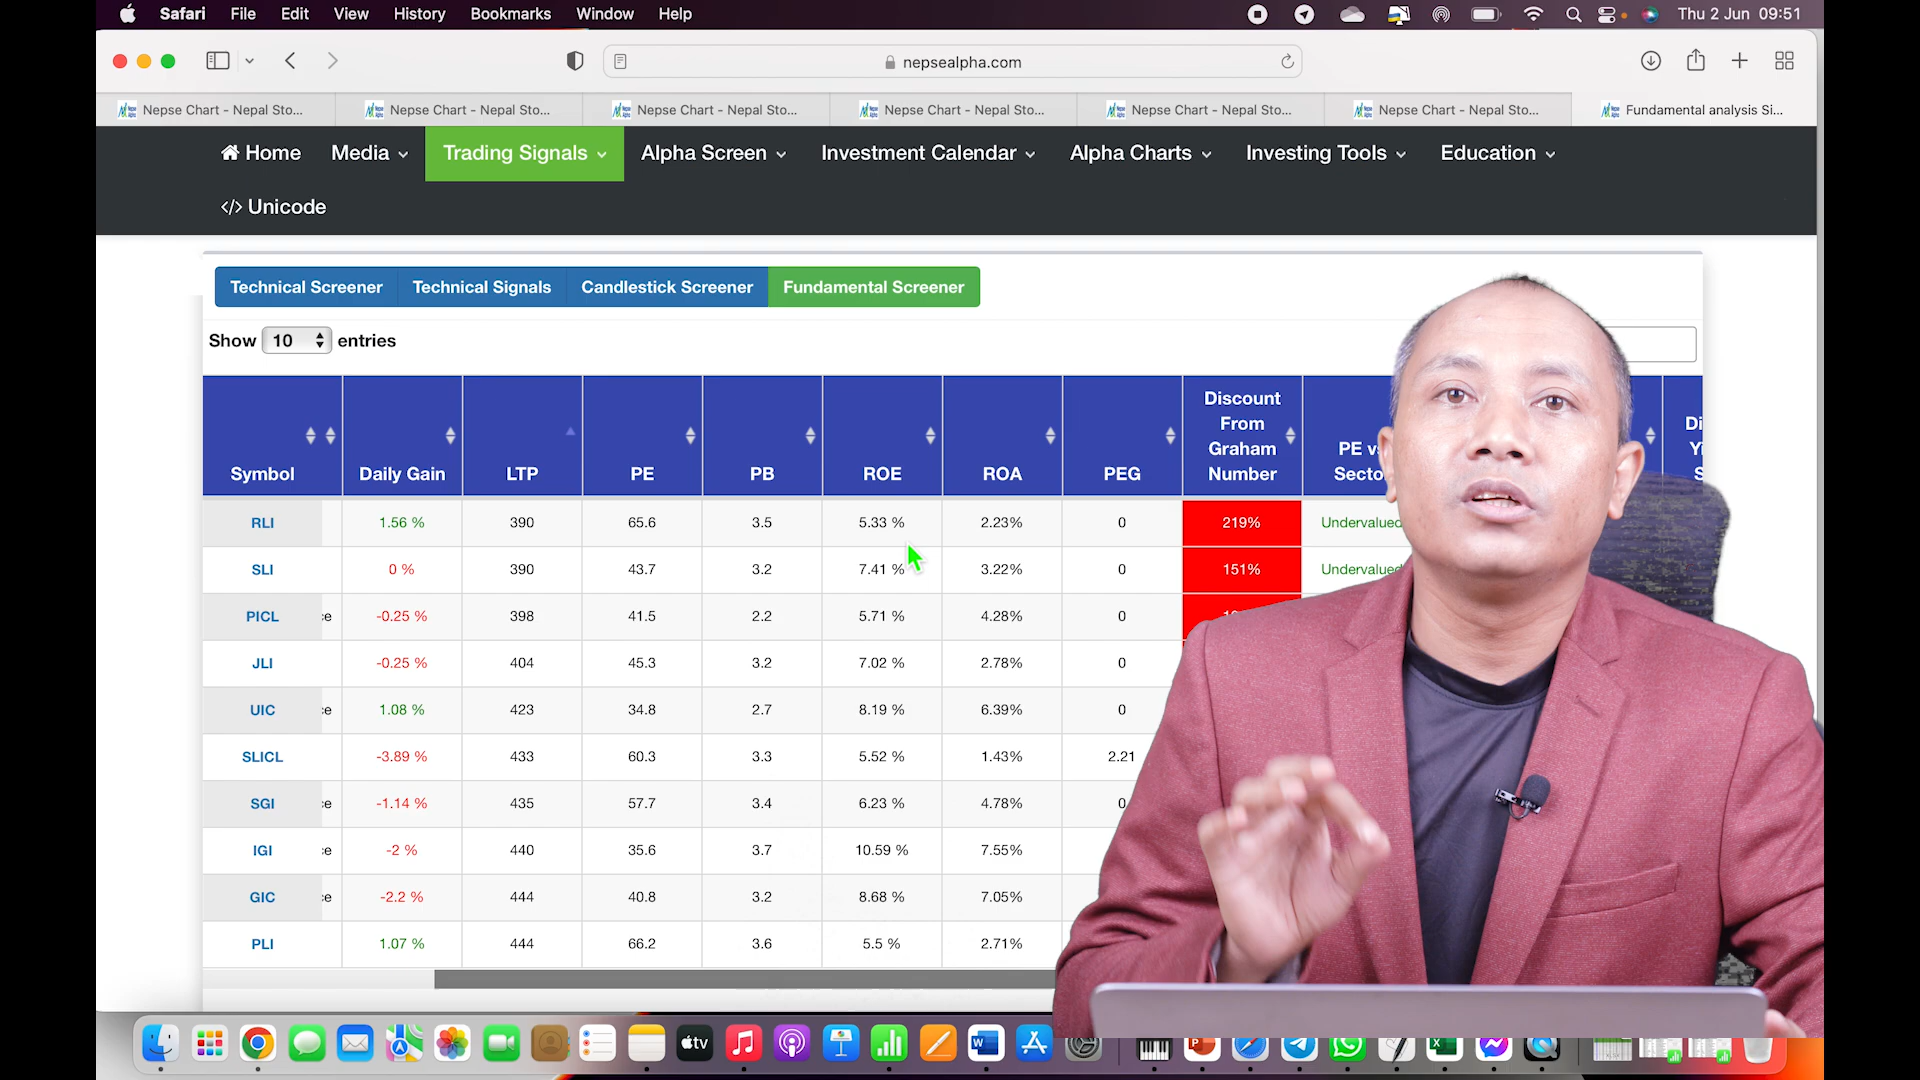 Safari File Edit View History Bookmarks Window Help Thu 2 Jun 09:51
nepsealpha.com
Nepse Chart - Nepal Sto... Nepse Chart - Nepal Sto... Nepse Chart - Nepal Sto... Nepse Chart - Nepal Sto... Nepse Chart - Nepal Sto... Nepse Chart - Nepal Sto... Fundamental analysis Si...
Home Media Trading Signals Alpha Screen Investment Calendar Alpha Charts Investing Tools Education
</> Unicode
Technical Screener Technical Signals Candlestick Screener Fundamental Screener
Show 10 entries
Symbol Daily Gain LTP PE PB ROE ROA PEG Discount From Graham Number PE Secto Di Yi S
RLI 1.56 % 390 65.6 3.5 5.33 % 2.23% 0 219% Undervalued
SLI 0 % 390 43.7 3.2 7.41 % 3.22% 0 151% Undervalued
PICL :e -0.25 % 398 41.5 2.2 5.71 % 4.28% 0
JLI -0.25 % 404 45.3 3.2 7.02 % 2.78% 0
UIC :e 1.08 % 423 34.8 2.7 8.19 % 6.39% 0
SLICL -3.89 % 433 60.3 3.3 5.52 % 1.43% 2.21
SGI :e -1.14 % 435 57.7 3.4 6.23 % 4.78% 0
IGI :e -2 % 440 35.6 3.7 10.59 % 7.55%
GIC :e -2.2 % 444 40.8 3.2 8.68 % 7.05%
PLI 1.07 % 444 66.2 3.6 5.5 % 2.71%
tv